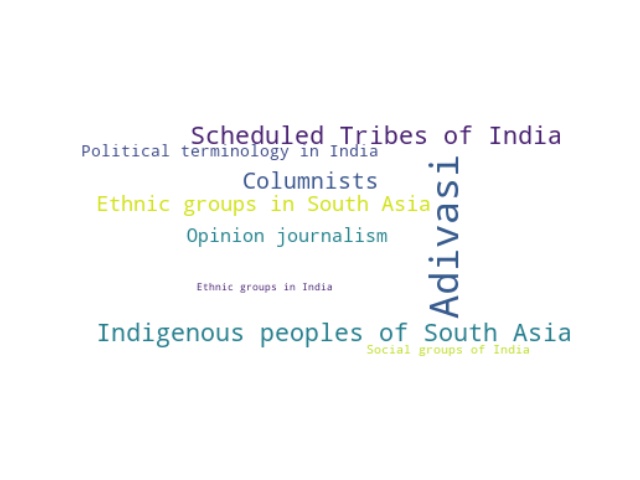 Scheduled Tribes of India
Political terminology in India
Columnists
Ethnic groups in South Asia
Opinion journalism
Adivasi
Ethnic groups in India
Indigenous peoples of South Asia
Social groups of India